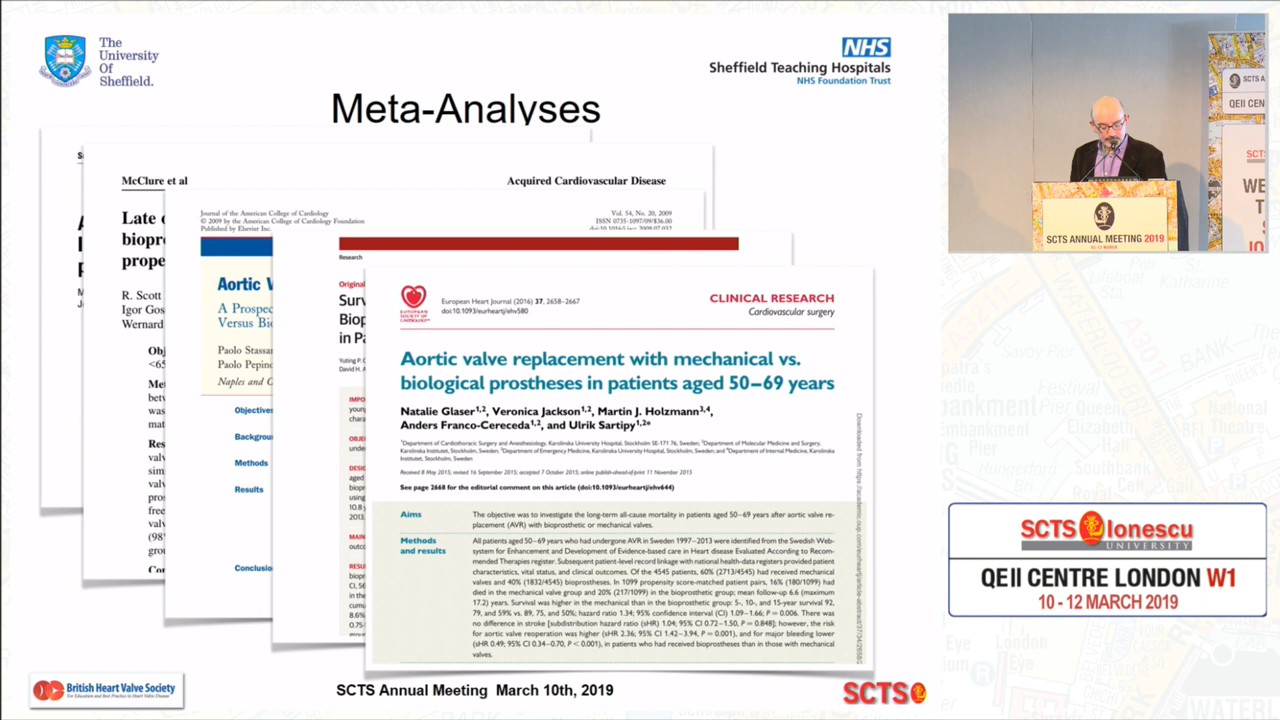 The
University
Of
Sheffield.
NHS
Sheffield Teaching Hospitals
NHS Foundation Trust
Meta-Analyses
McClure et al
Acquired Cardiovascular Disease
Late
biopr
prope
R. Scott
Igor Gos
Wernard
Obj
<65
Me
betv
was
mat
Res
valv
sim
valv
pros
free
valv
(98
grou
Journal of the American College of Cardiology
© 2009 by the American College of Cardiology Foundation
Published by Elsevier Inc.
Vol. 54, No. 20, 2009
ISSN 0735-1097/09/$36.00
doi:10.1016/j.jacc.2009.07.032
Aortic V
A Prospec
Versus Bio
Paolo Stassar
Paolo Pepino
Naples and C
Objectives
Backgrour
Methods
Results
Conclusio
Research
Original
Surv
Biop
in Pa
Yuting P. C
David H. A
IMPO
young
chara
OBJE
unde
DESIG
aged
biopr
using
10.8 y
2013.
MAIN
outco
RESU
biopr
CI, 56
cumu
8.6%
0.75-
EUROPEAN
SOCIETY OF
CARDIOLOGY
European Heart Journal (2016) 37, 2658–2667
doi:10.1093/eurheartj/ehv580
CLINICAL RESEARCH
Cardiovascular surgery
Aortic valve replacement with mechanical vs.
biological prostheses in patients aged 50–69 years
Natalie Glaser1,2, Veronica Jackson1,2, Martin J. Holzmann3,4,
Anders Franco-Cereceda1,2, and Ulrik Sartipy1,2*
1Department of Cardiothoracic Surgery and Anesthesiology, Karolinska University Hospital, Stockholm SE-171 76, Sweden; 2Department of Molecular Medicine and Surgery,
Karolinska Institutet, Stockholm, Sweden; 3Department of Emergency Medicine, Karolinska University Hospital, Stockholm, Sweden; and 4Department of Internal Medicine, Karolinska
Institutet, Stockholm, Sweden
Received 8 May 2015; revised 16 September 2015; accepted 7 October 2015; online publish-ahead-of-print 11 November 2015
See page 2668 for the editorial comment on this article (doi:10.1093/eurheartj/ehv644)
Aims
The objective was to investigate the long-term all-cause mortality in patients aged 50–69 years after aortic valve re-
placement (AVR) with bioprosthetic or mechanical valves.
Methods
and results
All patients aged 50–69 years who had undergone AVR in Sweden 1997–2013 were identified from the Swedish Web-
system for Enhancement and Development of Evidence-based care in Heart disease Evaluated According to Recom-
mended Therapies register. Subsequent patient-level record linkage with national health-data registers provided patient
characteristics, vital status, and clinical outcomes. Of the 4545 patients, 60% (2713/4545) had received mechanical
valves and 40% (1832/4545) bioprostheses. In 1099 propensity score-matched patient pairs, 16% (180/1099) had
died in the mechanical valve group and 20% (217/1099) in the bioprosthetic group; mean follow-up 6.6 (maximum
17.2) years. Survival was higher in the mechanical than in the bioprosthetic group: 5-, 10-, and 15-year survival 92,
79, and 59% vs. 89, 75, and 50%; hazard ratio 1.34; 95% confidence interval (CI) 1.09–1.66; P = 0.006. There was
no difference in stroke [subdistribution hazard ratio (sHR) 1.04; 95% CI 0.72–1.50, P = 0.848]; however, the risk
for aortic valve reoperation was higher (sHR 2.36; 95% CI 1.42–3.94, P = 0.001), and for major bleeding lower
(sHR 0.49; 95% CI 0.34–0.70, P < 0.001), in patients who had received bioprostheses than in those with mechanical
valves.
British Heart Valve Society
SCTS Annual Meeting March 10th, 2019
SCTS
SCTS A
QEII CEN
SCTS
WE
T
S
IO
SCTS ANNUAL MEETING 2019
10-12 MARCH
SCTS Ionescu
UNIVERSITY
QEII CENTRE LONDON W1
10 - 12 MARCH 2019